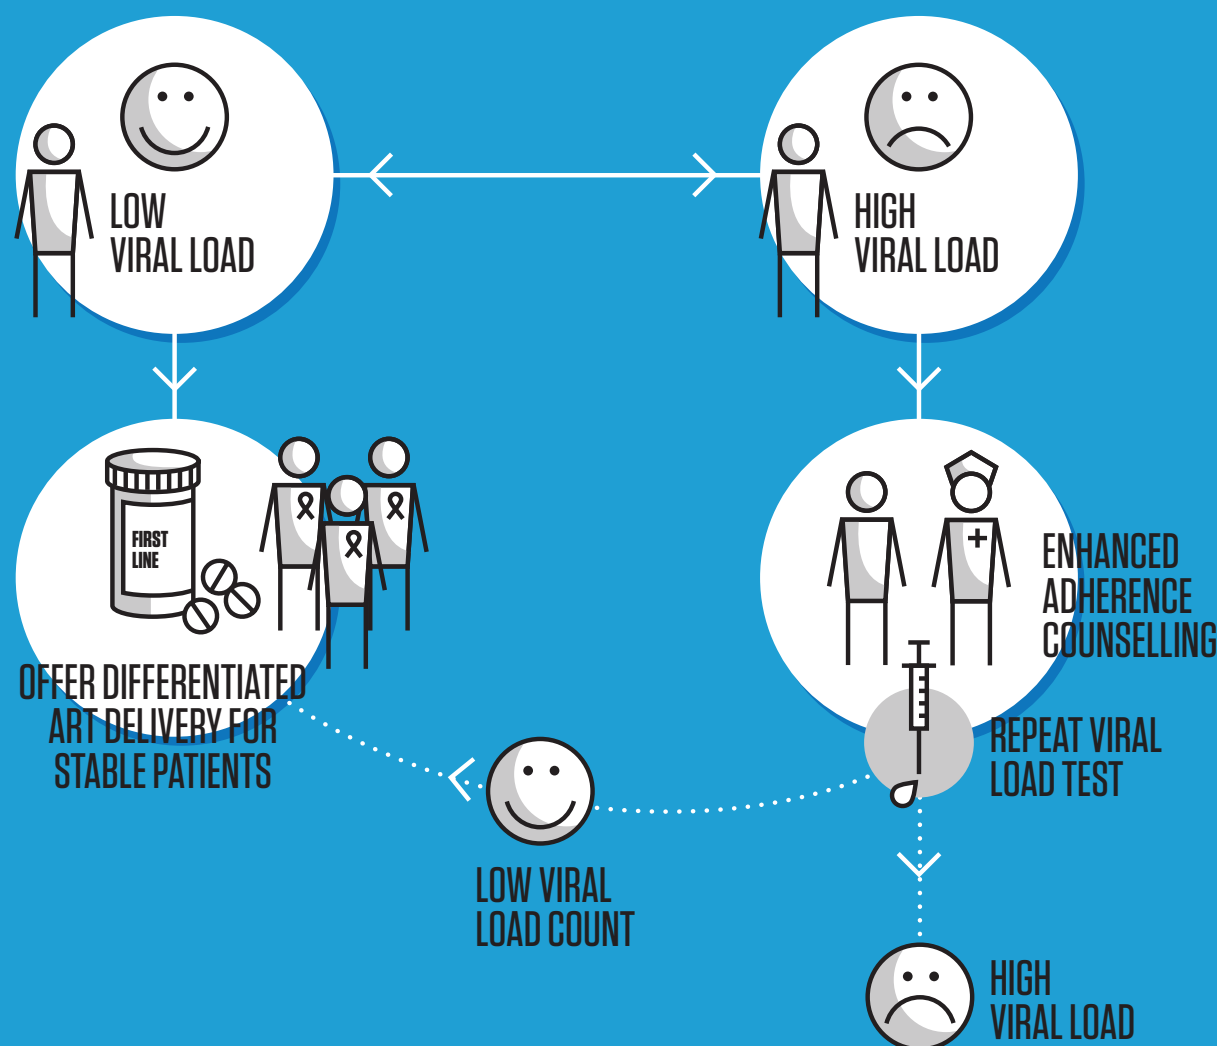 LOW
VIRAL LOAD
HIGH
VIRAL LOAD
FIRST
LINE
OFFER DIFFERENTIATED
ART DELIVERY FOR
STABLE PATIENTS
ENHANCED
ADHERENCE
COUNSELLING
REPEAT VIRAL
LOAD TEST
LOW VIRAL
LOAD COUNT
HIGH
VIRAL LOAD